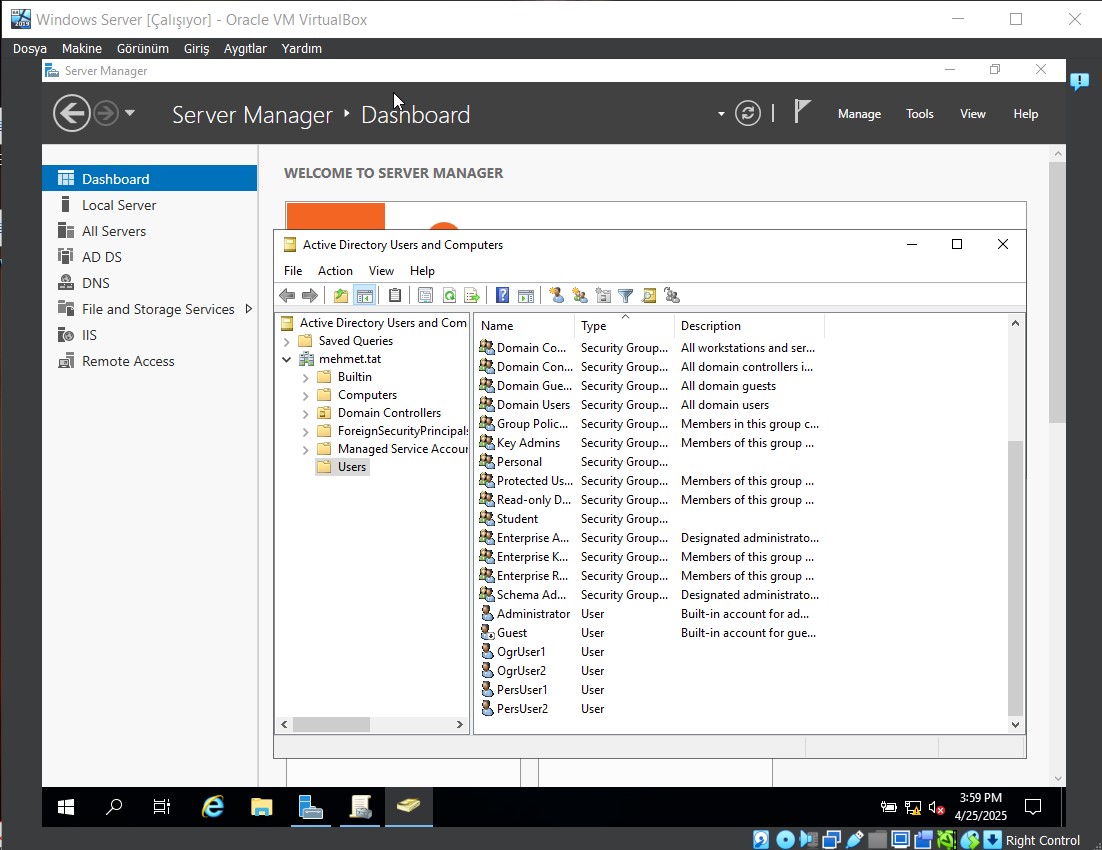 Windows Server [Çalışıyor] - Oracle VM VirtualBox
Dosya Makine Görünüm Giriş Aygıtlar Yardım
Server Manager
Server Manager Dashboard
Manage Tools View Help
Dashboard
Local Server
All Servers
AD DS
DNS
File and Storage Services
IIS
Remote Access
WELCOME TO SERVER MANAGER
Active Directory Users and Computers
File Action View Help
Active Directory Users and Com
Saved Queries
mehmet.tat
Builtin
Computers
Domain Controllers
ForeignSecurityPrincipals
Managed Service Accour
Users
Name Type Description
Domain Co... Security Group... All workstations and ser...
Domain Con... Security Group... All domain controllers i...
Domain Gue... Security Group... All domain guests
Domain Users Security Group... All domain users
Group Polic... Security Group... Members in this group c...
Key Admins Security Group... Members of this group ...
Personal Security Group...
Protected Us... Security Group... Members of this group ...
Read-only D... Security Group... Members of this group ...
Student Security Group...
Enterprise A... Security Group... Designated administrato...
Enterprise K... Security Group... Members of this group ...
Enterprise R... Security Group... Members of this group ...
Schema Ad... Security Group... Designated administrato...
Administrator User Built-in account for ad...
Guest User Built-in account for gue...
OgrUser1 User
OgrUser2 User
PersUser1 User
PersUser2 User
3:59 PM
4/25/2025
Right Control